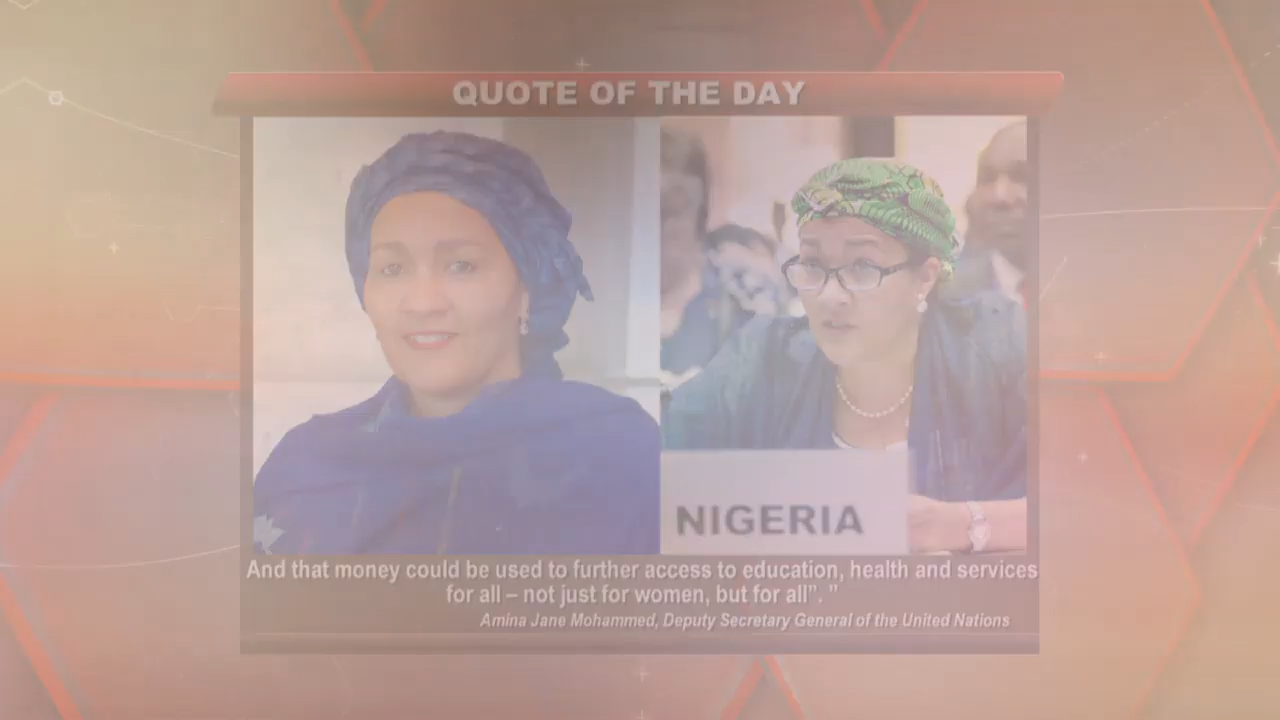 QUOTE OF THE DAY
NIGERIA
And that money could be used to further access to education, health and services
for all – not just for women, but for all”. ”
Amina Jane Mohammed, Deputy Secretary General of the United Nations